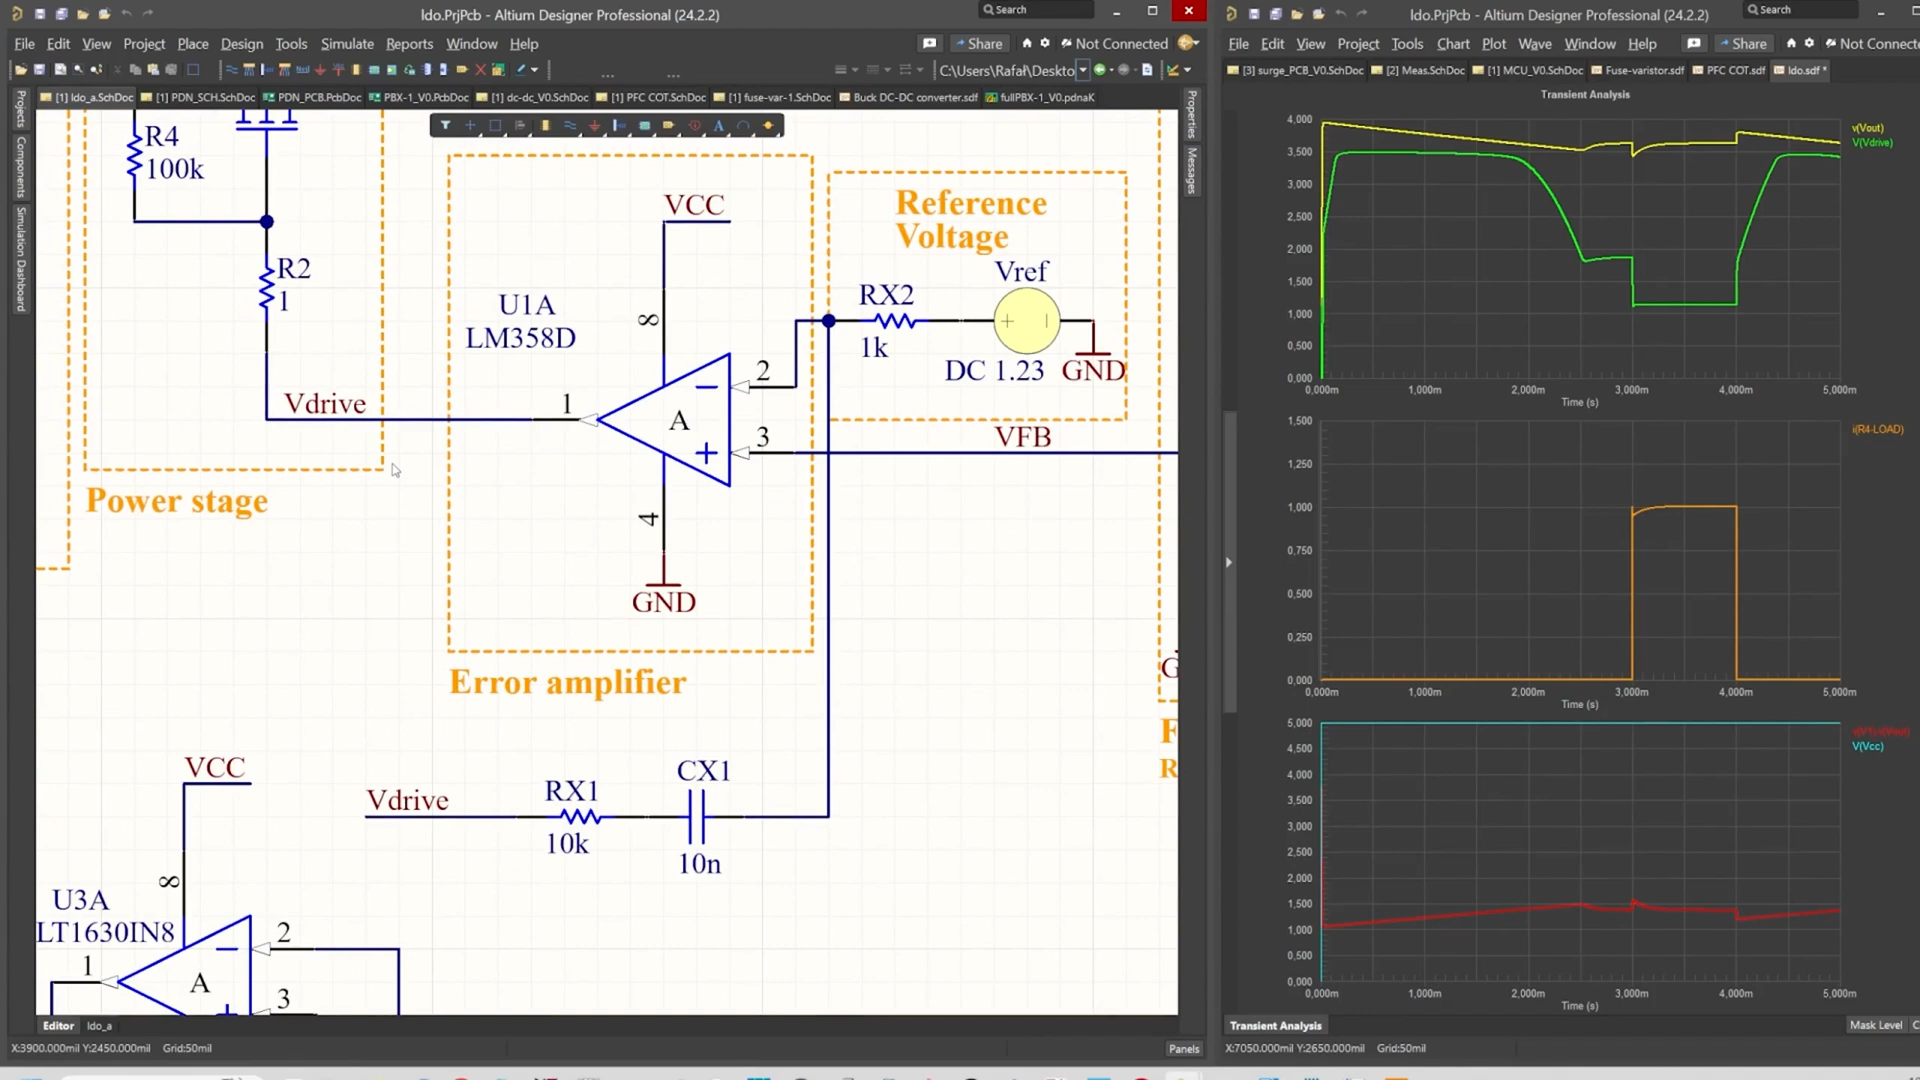 ldo.PrjPcb - Altium Designer Professional (24.2.2)
Search
File Edit View Project Place Design Tools Simulate Reports Window Help
Share
Not Connected
C:\Users\Rafał\Deskto
[1] ldo_a.SchDoc
[1] PDN_SCH.SchDoc
PDN_PCB.PcbDoc
PBX-1_V0.PcbDoc
[1] dc-dc_V0.SchDoc
[1] PFC COT.SchDoc
[1] fuse-var-1.SchDoc
Buck DC-DC converter.sdf
fullPBX-1_V0.pdnaK
Projects
Components
Simulation Dashboard
Properties
Messages
R4
100k
R2
1
Vdrive
Power stage
VCC
U1A
LM358D
8
2
1
A
3
4
GND
Error amplifier
Reference
Voltage
Vref
RX2
1k
DC 1.23
GND
VFB
G
F
R
VCC
Vdrive
RX1
10k
CX1
10n
8
U3A
LT1630IN8
2
1
A
3
Editor
ldo_a
X:3900.000mil Y:2450.000mil Grid:50mil
Panels
ldo.PrjPcb - Altium Designer Professional (24.2.2)
Search
File Edit View Project Tools Chart Plot Wave Window Help
Share
Not Connecte
[3] surge_PCB_V0.SchDoc
[2] Meas.SchDoc
[1] MCU_V0.SchDoc
Fuse-varistor.sdf
PFC COT.sdf
ldo.sdf *
Transient Analysis
4,000
3,500
3,000
2,500
2,000
1,500
1,000
0,500
0,000
v(Vout)
V(Vdrive)
0,000m 1,000m 2,000m 3,000m 4,000m 5,000m
Time (s)
1,500
1,250
1,000
0,750
0,500
0,250
0,000
i(R4-LOAD)
0,000m 1,000m 2,000m 3,000m 4,000m 5,000m
Time (s)
5,000
4,500
4,000
3,500
3,000
2,500
2,000
1,500
1,000
0,500
0,000
V(Vcc)
0,000m 1,000m 2,000m 3,000m 4,000m 5,000m
Time (s)
Transient Analysis
Mask Level
C
X:7050.000mil Y:2650.000mil Grid:50mil